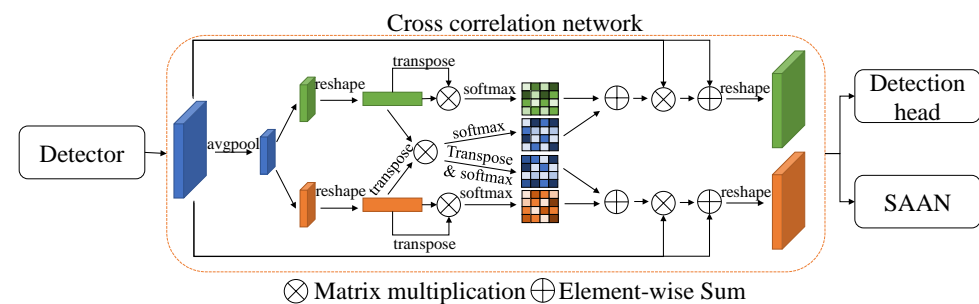 Cross correlation network
transpose
reshape
softmax
reshape
Detection
head
Detector
avgpool
softmax
transpose
Transpose
& softmax
reshape
softmax
reshape
SAAN
transpose
Matrix multiplication
Element-wise Sum